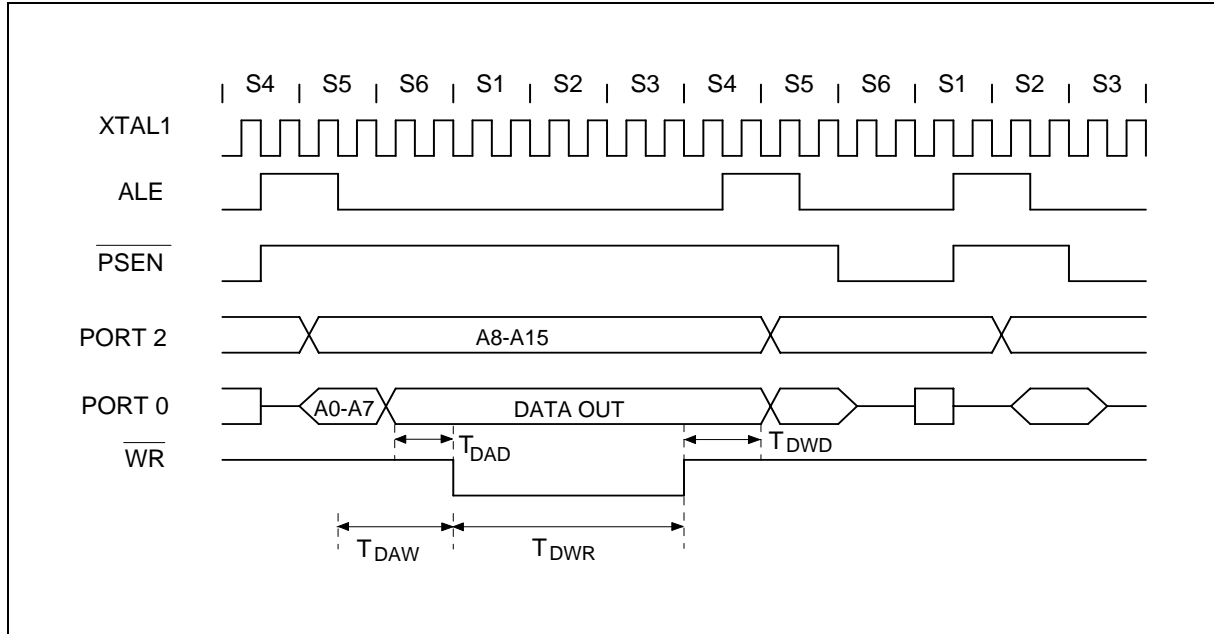 S4 S5 S6 S1 S2 S3 S4 S5 S6 S1 S2 S3
XTAL1
ALE
PSEN
PORT 2 A8-A15
PORT 0 A0-A7 DATA OUT
TDAD TDWD
WR
TDAW TDWR